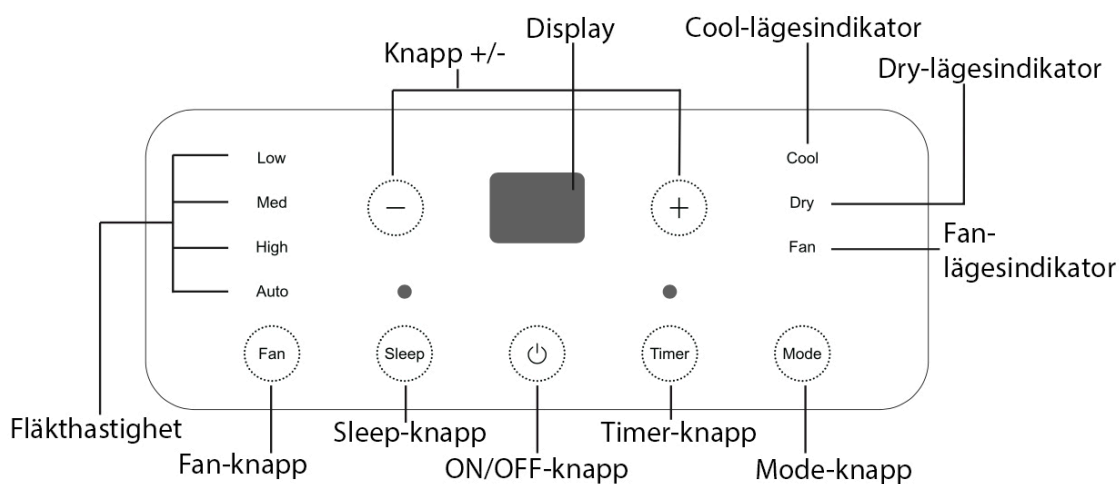 Display
Cool-lägesindikator
Knapp +/-
Dry-lägesindikator
Low
Cool
Med
−
+
Dry
High
Fan
Fan-
lägesindikator
Auto
Fan
Sleep
Timer
Mode
Fläkthastighet
Sleep-knapp
Timer-knapp
Fan-knapp
ON/OFF-knapp
Mode-knapp